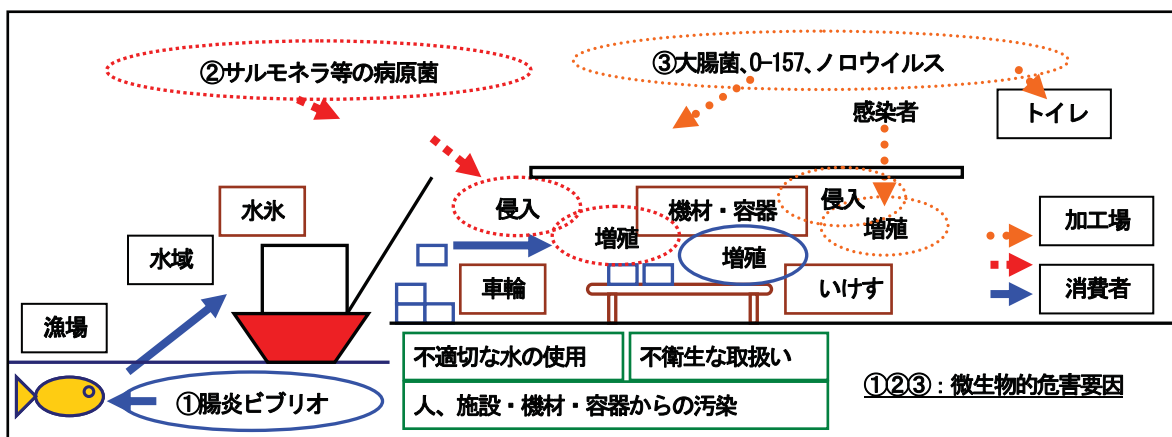 ②サルモネラ等の病原菌
③大腸菌、0-157、ノロウイルス
感染者
トイレ
水氷
侵入
機材・容器
侵入
増殖
増殖
加工場
水域
増殖
車輪
いけす
消費者
漁場
不適切な水の使用
不衛生な取扱い
①腸炎ビブリオ
人、施設・機材・容器からの汚染
①②③：微生物的危害要因